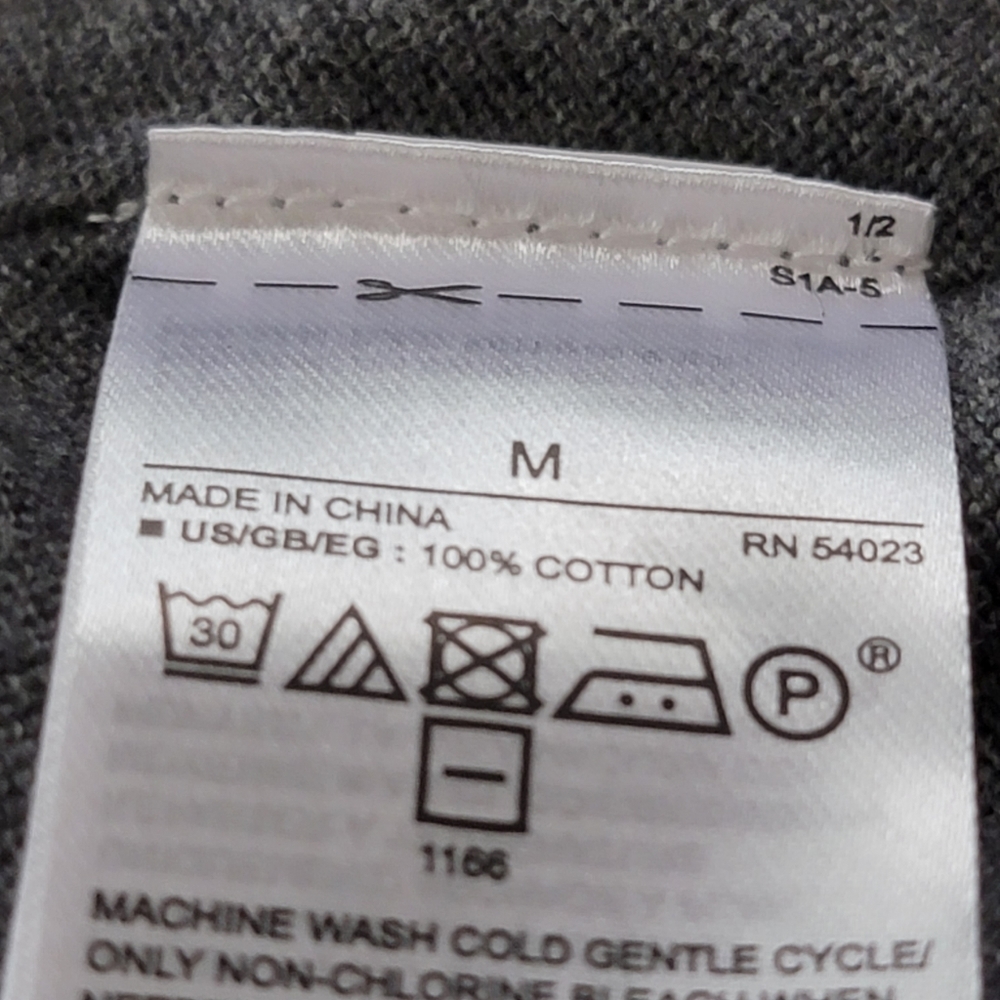 1/2
S1A-5
M
MADE IN CHINA
RN 54023
■ US/GB/EG : 100% COTTON
30
P ®
1166
MACHINE WASH COLD GENTLE CYCLE/
ONLY NON-CHLORINE BLEACH WHEN